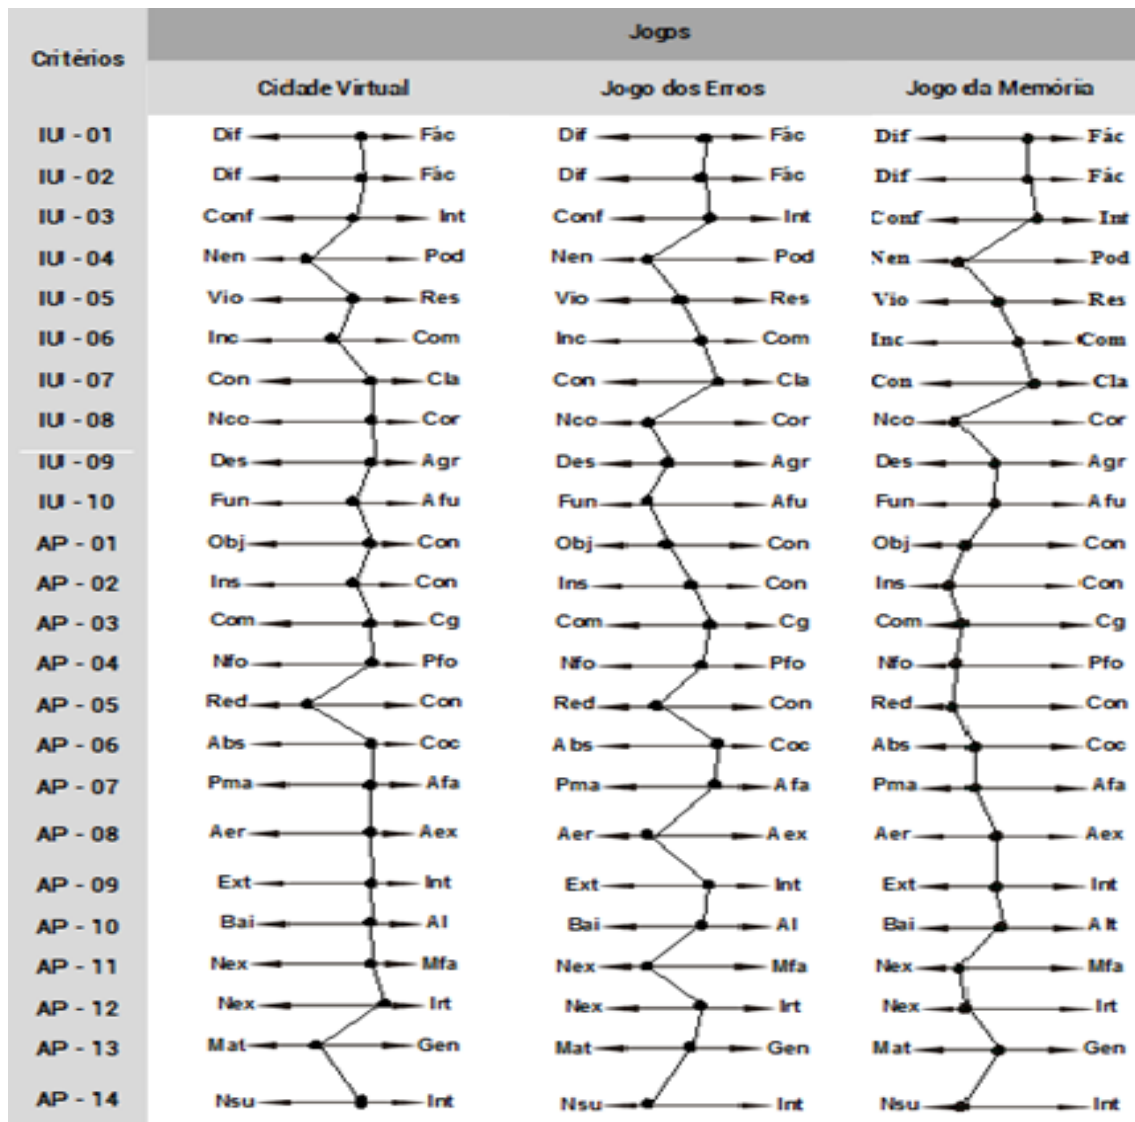 Critérios
Jogos
Cidade Virtual Jogo dos Erros Jogo da Memória
IUI - 01 Dif Fác Dif Fác Dif Fác
IUI - 02 Dif Fác Dif Fác Dif Fác
IUI - 03 Conf Int Conf Int Conf Int
IUI - 04 Nen Pod Nen Pod Nen Pod
IUI - 05 Vio Res Vio Res Vio Res
IUI - 06 Inc Com Inc Com Inc Com
IUI - 07 Con Cla Con Cla Con Cla
IUI - 08 Nco Cor Nco Cor Nco Cor
IUI - 09 Des Agr Des Agr Des Agr
IUI - 10 Fun Afu Fun Afu Fun Afu
AP - 01 Obj Con Obj Con Obj Con
AP - 02 Ins Con Ins Con Ins Con
AP - 03 Com Cg Com Cg Com Cg
AP - 04 Nfo Pfo Nfo Pfo Nfo Pfo
AP - 05 Red Con Red Con Red Con
AP - 06 Abs Coc Abs Coc Abs Coc
AP - 07 Pma Afa Pma Afa Pma Afa
AP - 08 Aer Aex Aer Aex Aer Aex
AP - 09 Ext Int Ext Int Ext Int
AP - 10 Bai Al Bai Al Bai Alt
AP - 11 Nex Mfa Nex Mfa Nex Mfa
AP - 12 Nex Irt Nex Irt Nex Irt
AP - 13 Mat Gen Mat Gen Mat Gen
AP - 14 Nsu Int Nsu Int Nsu Int